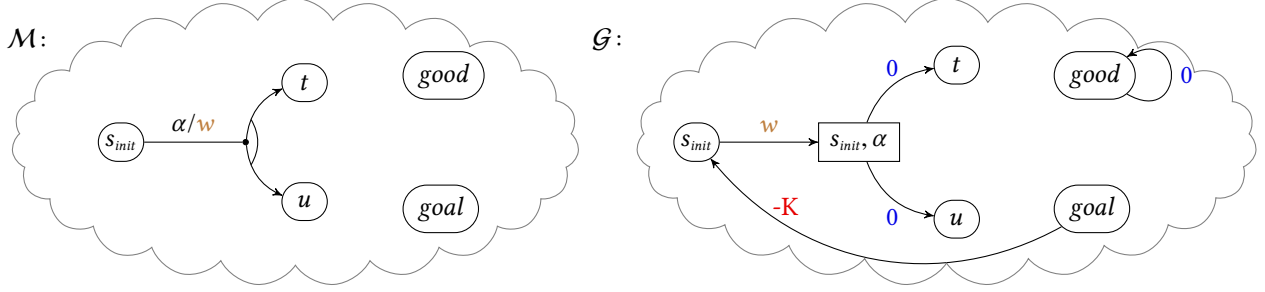 ℳ:
t
good
s_init
α/w
u
goal
𝒢:
0
t
good
0
s_init
w
s_init, α
-K
0
u
goal